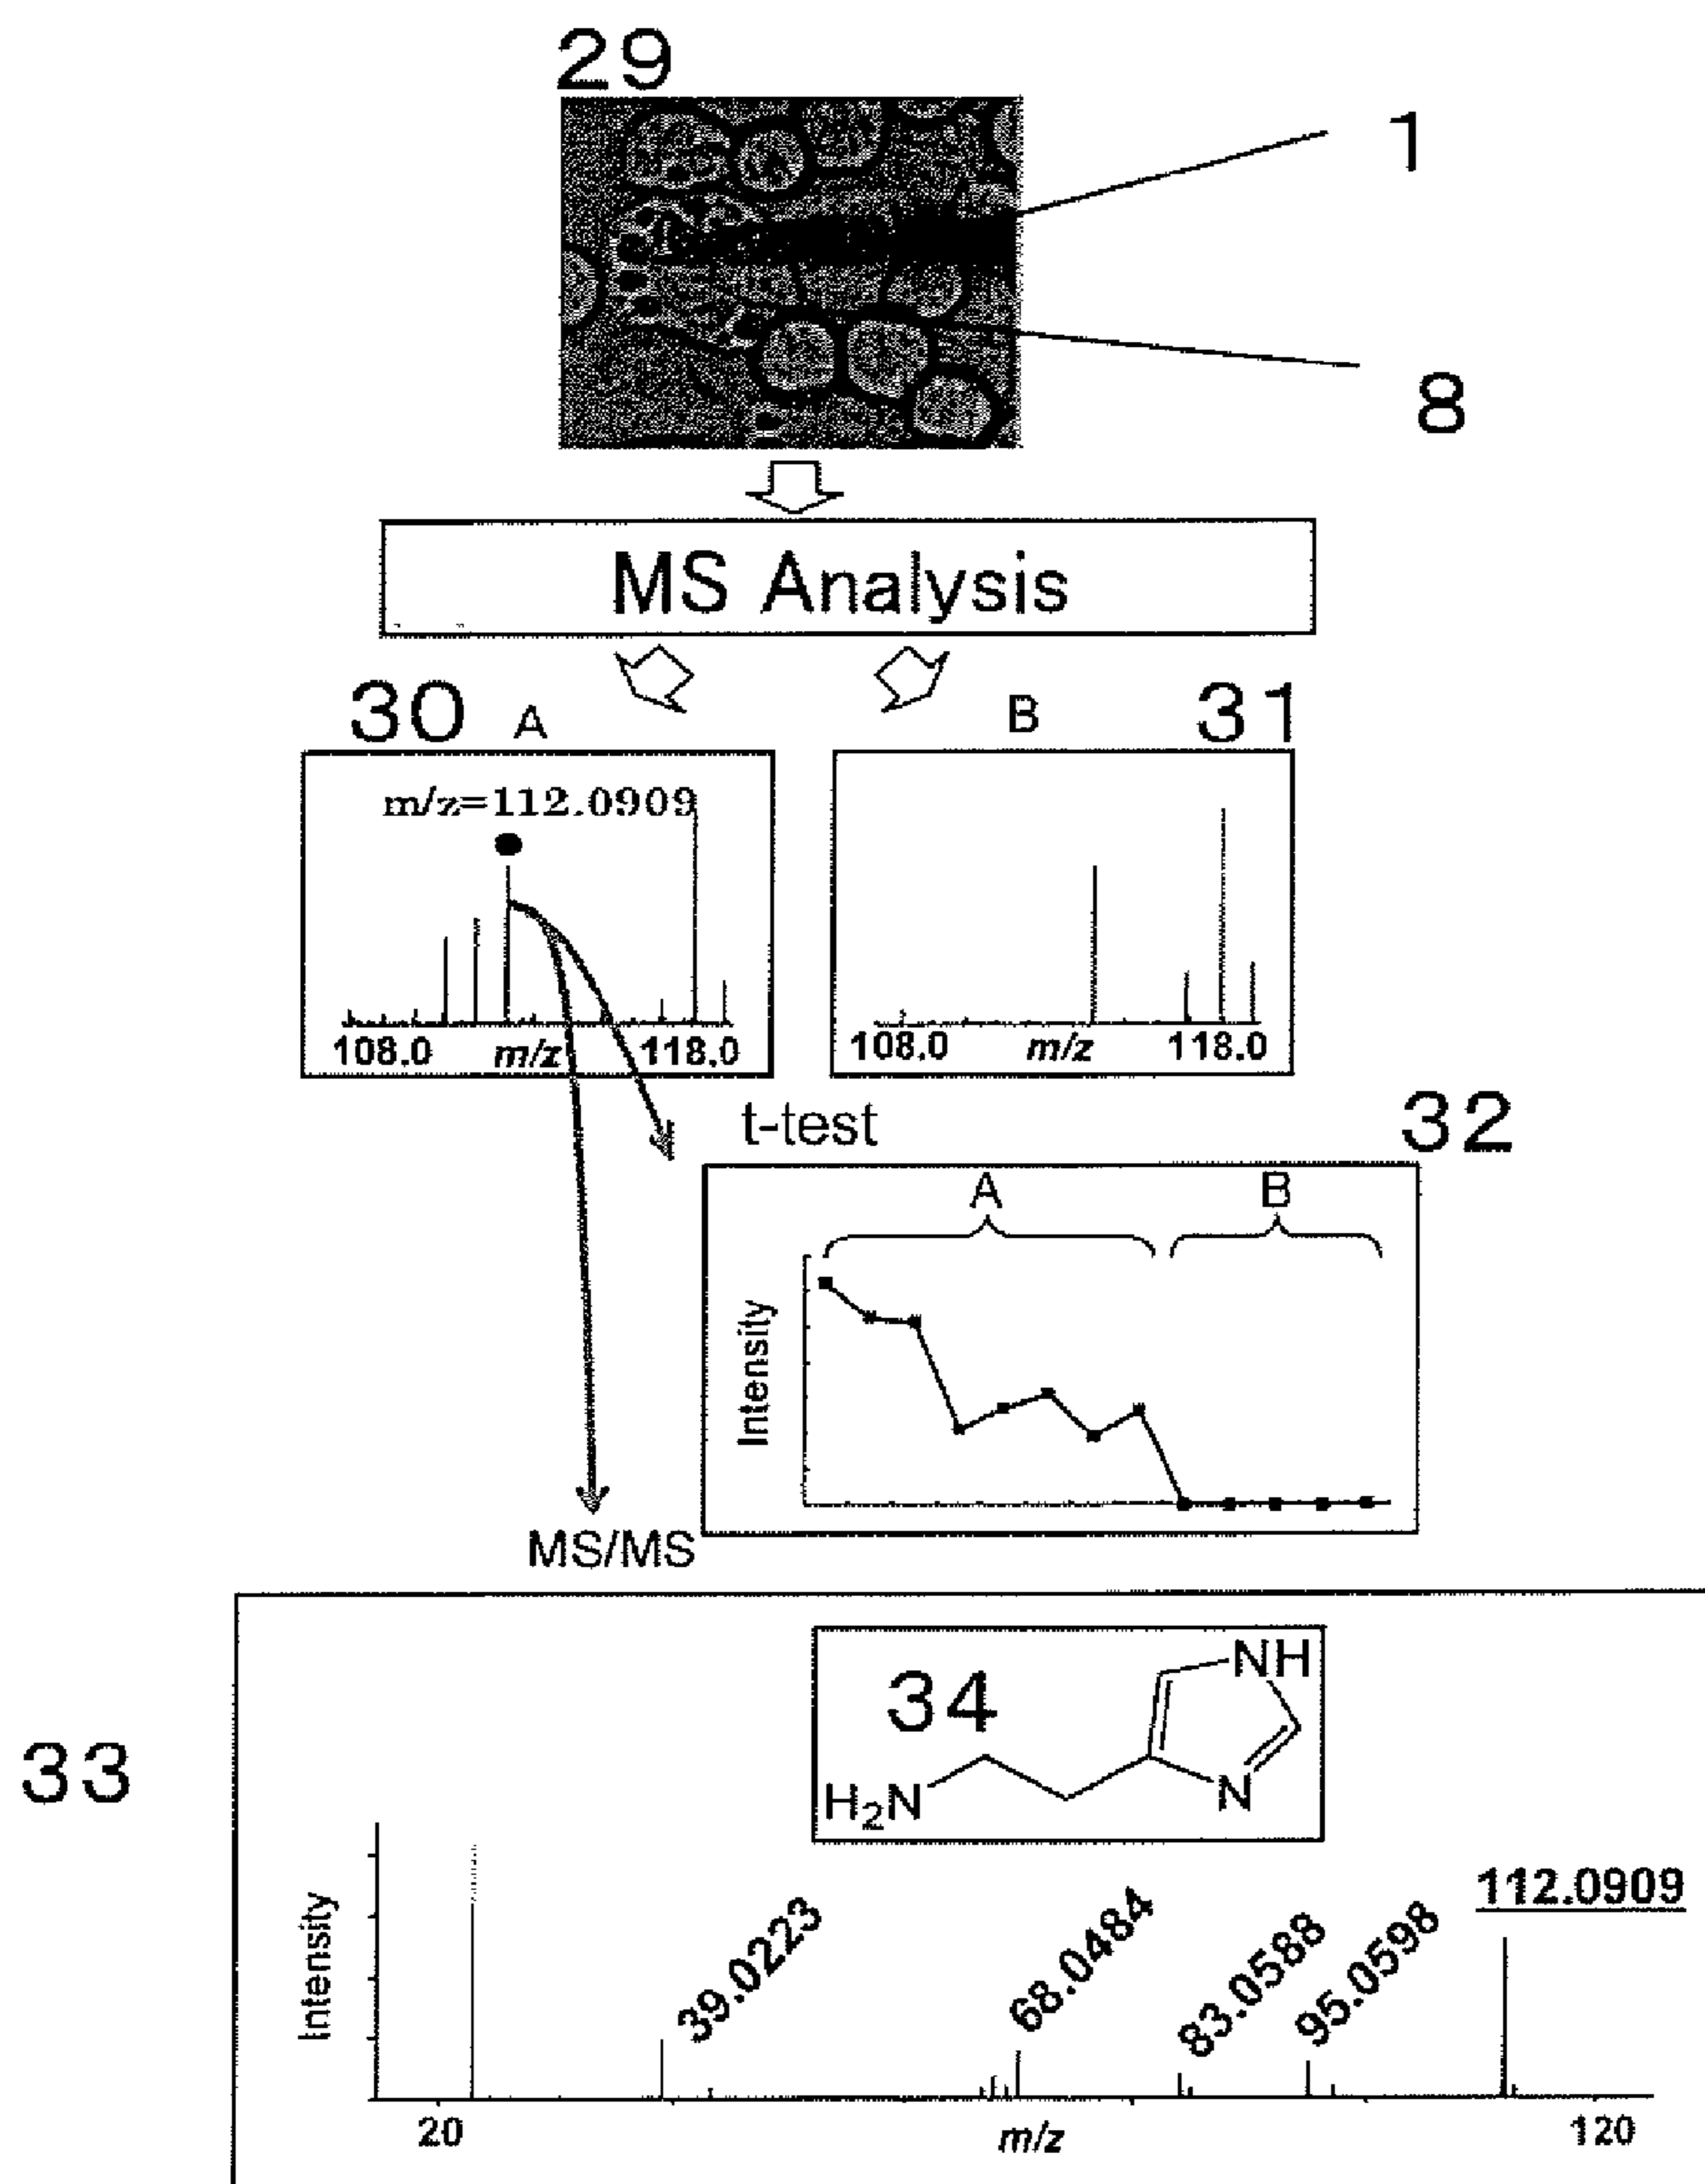 29
1
8
MS Analysis
30 A
B 31
m/z=112.0909
108.0 m/z 118.0
108.0 m/z 118.0
t-test
32
A B
Intensity
MS/MS
33
34
NH
N
H₂N
Intensity
39.0223
68.0484
83.0588
95.0598
112.0909
20 m/z 120